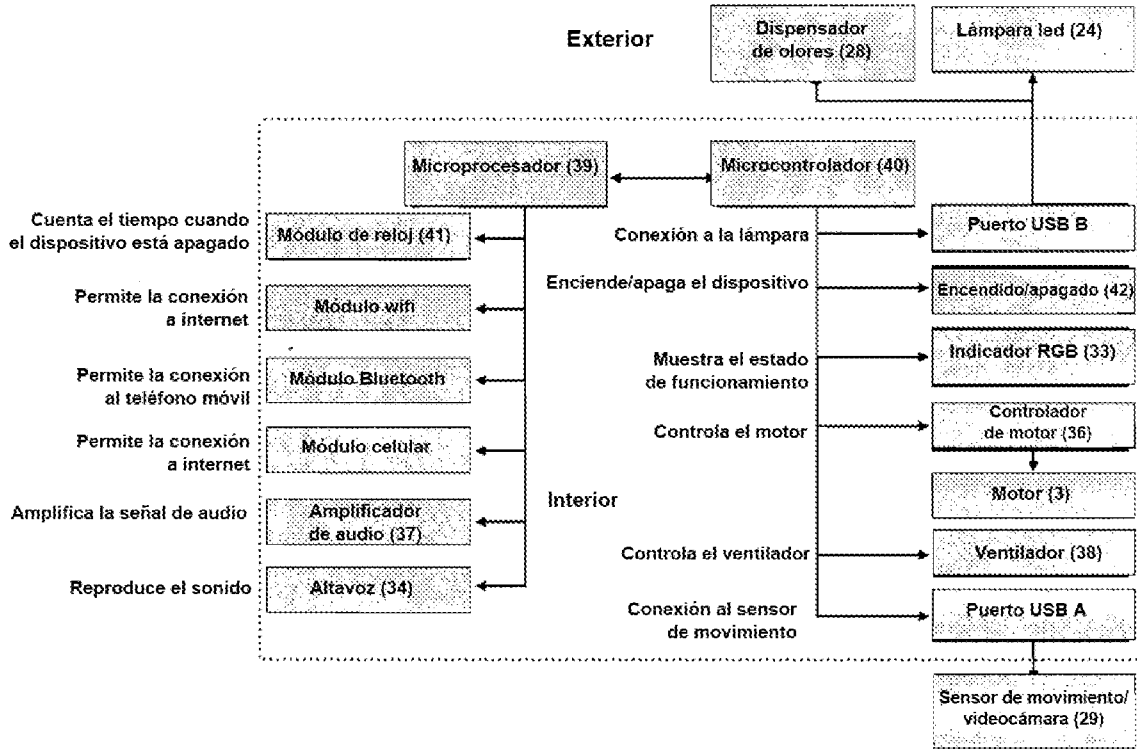 Exterior
Dispensador
de olores (28)
Lámpara led (24)
Microprocesador (39)
Microcontrolador (40)
Cuenta el tiempo cuando
el dispositivo está apagado
Módulo de reloj (41)
Permite la conexión
a internet
Módulo wifi
Permite la conexión
al teléfono móvil
Módulo Bluetooth
Permite la conexión
a internet
Módulo celular
Amplifica la señal de audio
Amplificador
de audio (37)
Reproduce el sonido
Altavoz (34)
Interior
Conexión a la lámpara
Puerto USB B
Enciende/apaga el dispositivo
Encendido/apagado (42)
Muestra el estado
de funcionamiento
Indicador RGB (33)
Controla el motor
Controlador
de motor (36)
Motor (3)
Controla el ventilador
Ventilador (38)
Conexión al sensor
de movimiento
Puerto USB A
Sensor de movimiento/
videocámara (29)